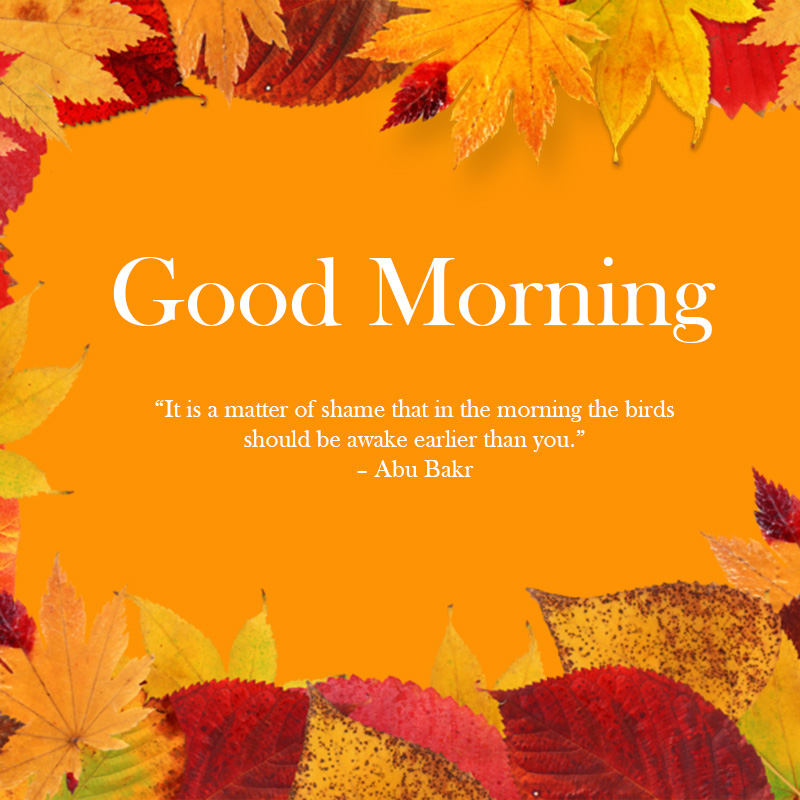 Good Morning
“It is a matter of shame that in the morning the birds
should be awake earlier than you.”
– Abu Bakr